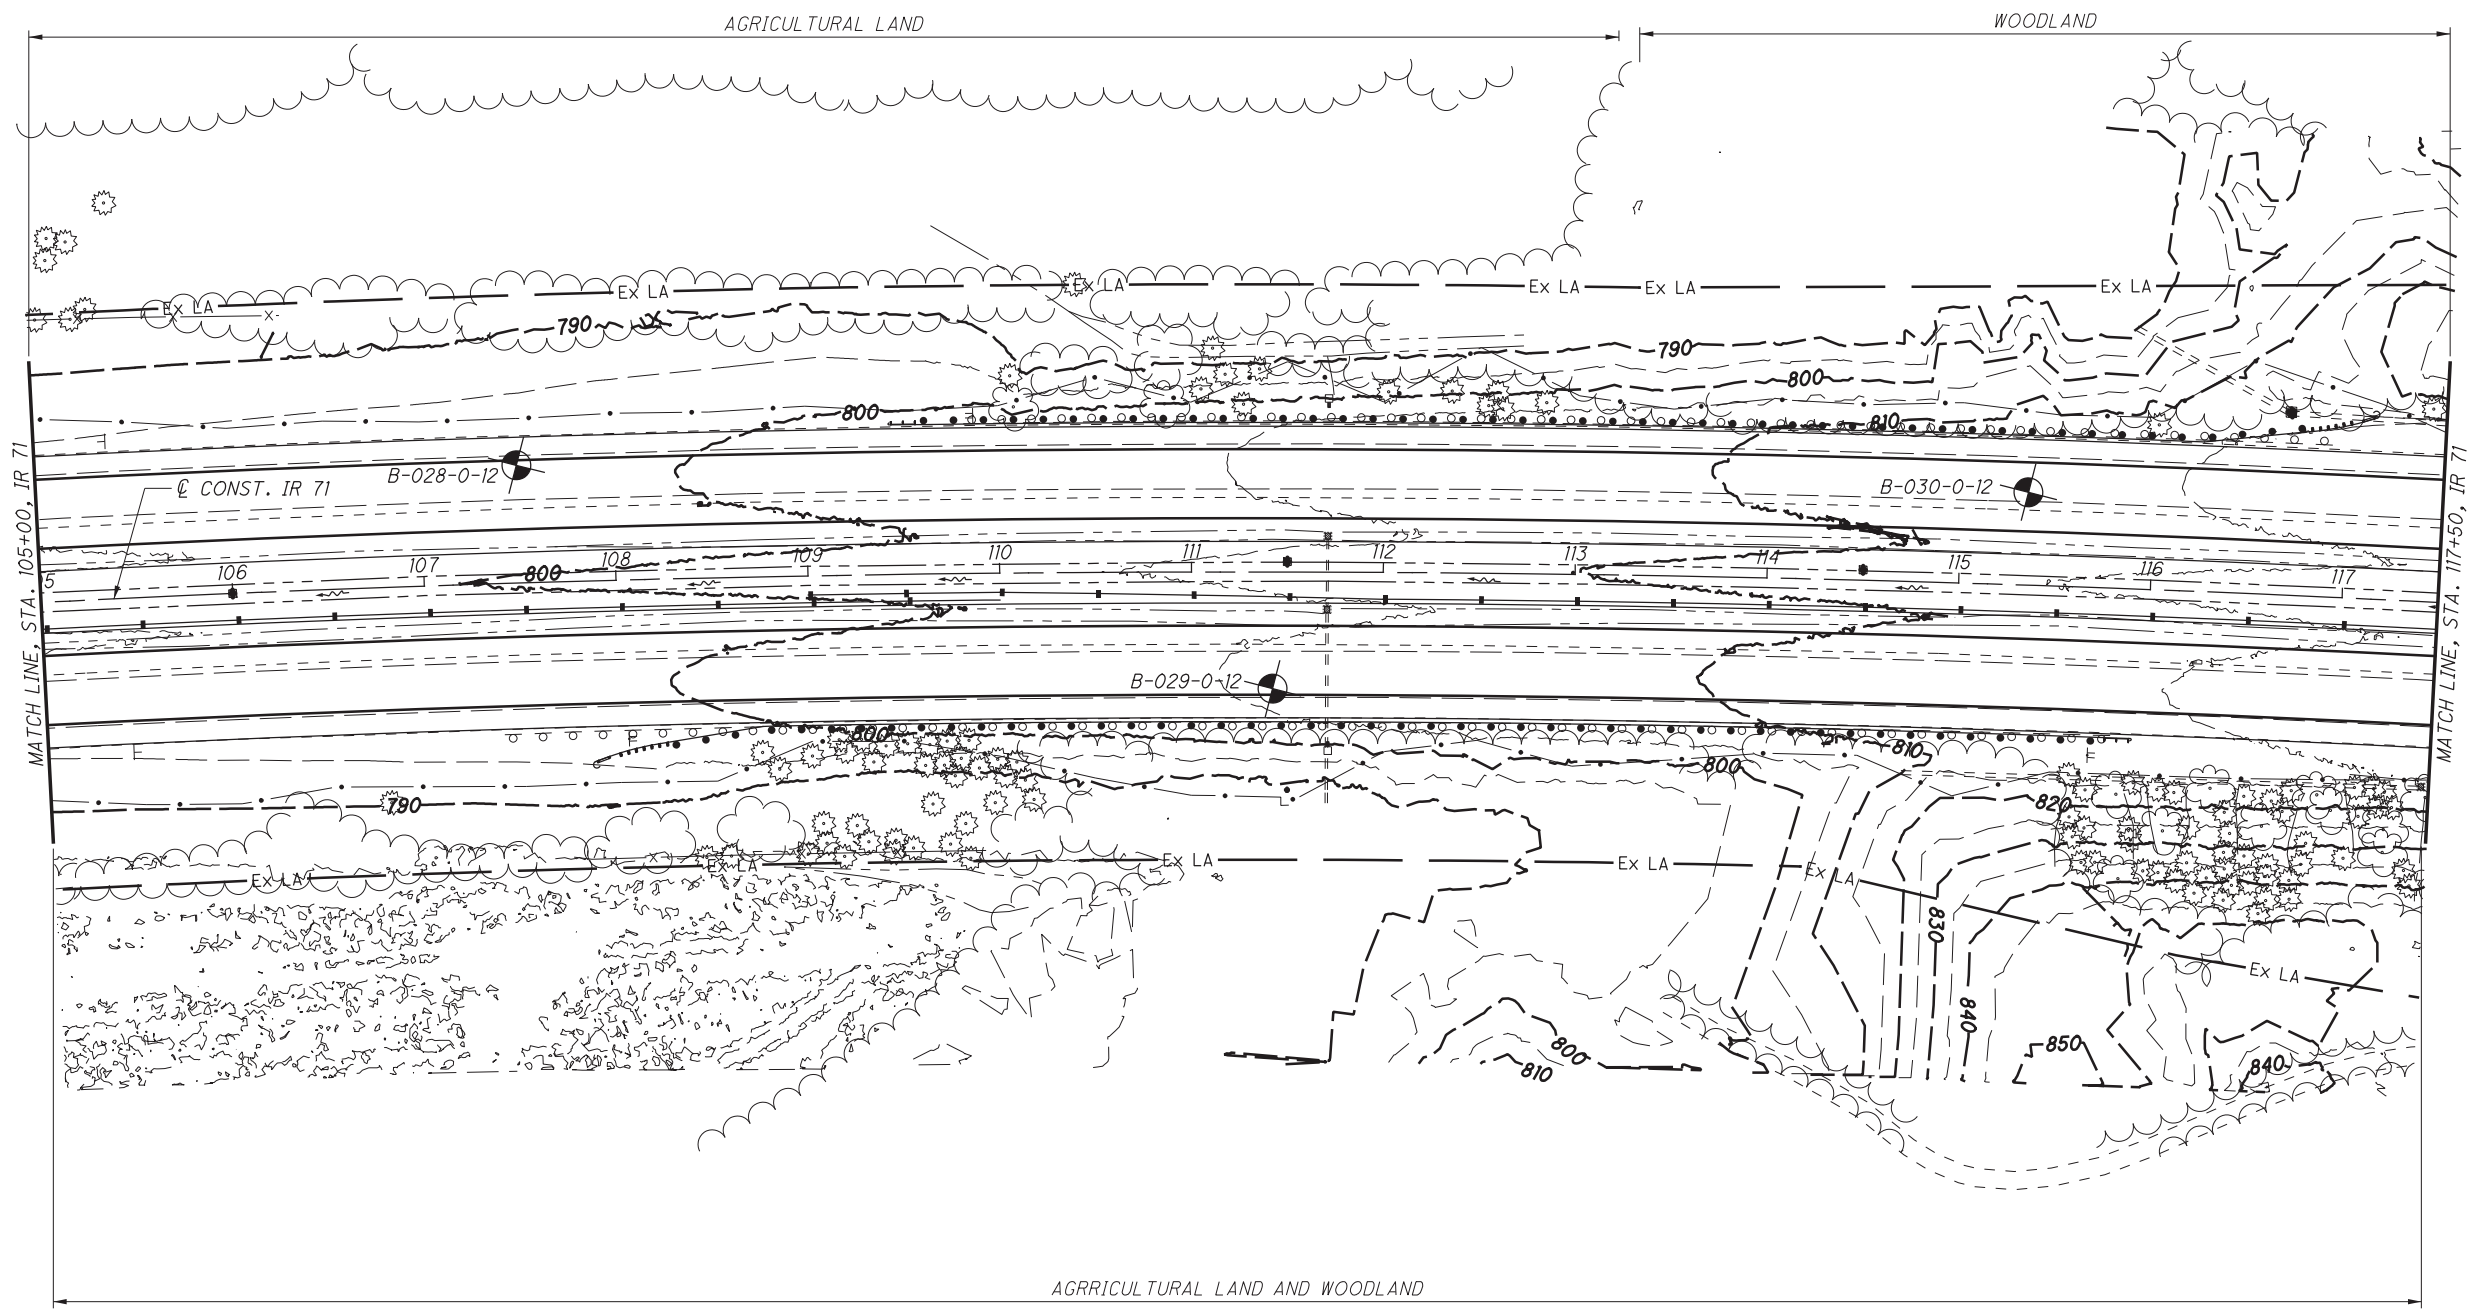 AGRICULTURAL LAND
WOODLAND
Ex LA
Ex LA
Ex LA
Ex LA
Ex LA
Ex LA
790
790
800
800
810
MATCH LINE, STA. 105+00, IR 71
MATCH LINE, STA. 117+50, IR 71
B-028-0-12
B-030-0-12
℄ CONST. IR 71
5
106
107
108
109
110
111
112
113
114
115
116
117
800
B-029-0-12
800
810
800
790
820
Ex LA
Ex LA
Ex LA
Ex LA
Ex LA
830
840
Ex LA
800
810
850
840
AGRRICULTURAL LAND AND WOODLAND